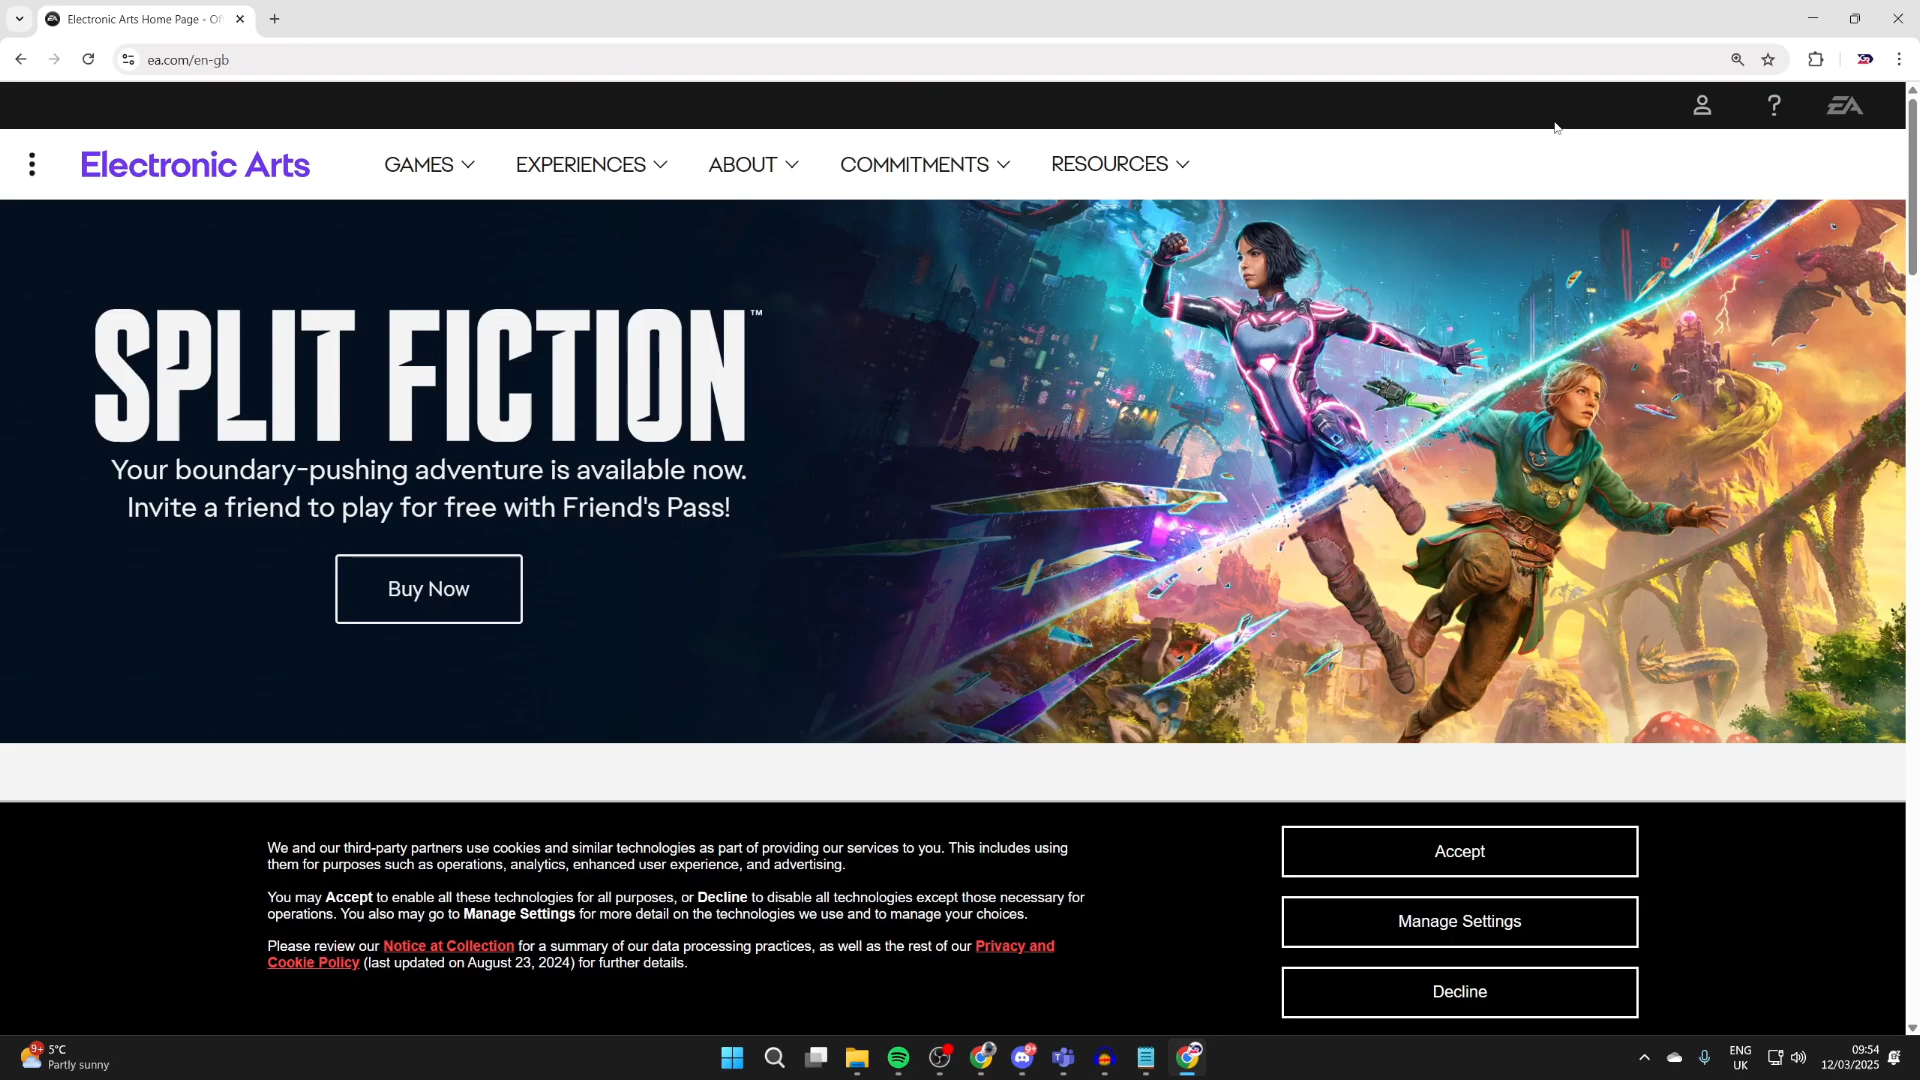 Electronic Arts Home Page - Of
ea.com/en-gb
EA
Electronic Arts
GAMES
EXPERIENCES
ABOUT
COMMITMENTS
RESOURCES
SPLIT FICTION™
Your boundary-pushing adventure is available now.
Invite a friend to play for free with Friend's Pass!
Buy Now
We and our third-party partners use cookies and similar technologies as part of providing our services to you. This includes using
them for purposes such as operations, analytics, enhanced user experience, and advertising.
You may Accept to enable all these technologies for all purposes, or Decline to disable all technologies except those necessary for
operations. You also may go to Manage Settings for more detail on the technologies we use and to manage your choices.
Please review our Notice at Collection for a summary of our data processing practices, as well as the rest of our Privacy and
Cookie Policy (last updated on August 23, 2024) for further details.
Accept
Manage Settings
Decline
9+
5°C
Partly sunny
9+
ENG
UK
09:54
12/03/2025